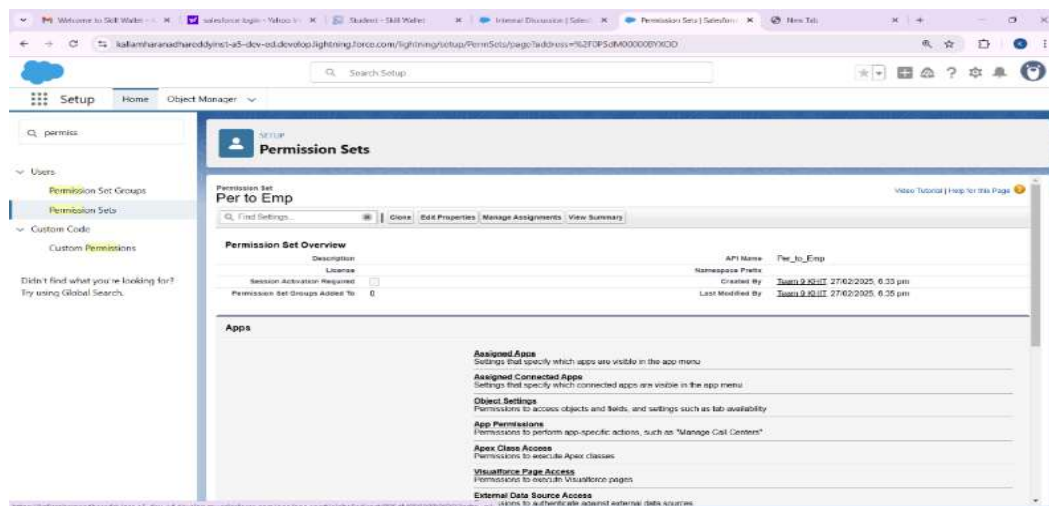 Welcome to Skill Wallet -
salesforce login - Yahoo
Student - Skill Wallet
Internal Discussion | Sales
Permission Sets | Salesforc
New Tab
Setup
Home
Object Manager
Search Setup
permiss
Users
Permission Set Groups
Permission Sets
Custom Code
Custom Permissions
Didn't find what you're looking for?
Try using Global Search.
SETUP
Permission Sets
Permission Set
Per to Emp
Video Tutorial | Help for this Page
Find Settings...
Clone
Edit Properties
Manage Assignments
View Summary
Permission Set Overview
Description
API Name Per_to_Emp
License
Namespace Prefix
Session Activation Required
Created By 27/02/2025, 6:33 pm
Permission Set Groups Added To 0
Last Modified By 27/02/2025, 6:35 pm
Apps
Assigned Apps
Settings that specify which apps are visible in the app menu
Assigned Connected Apps
Settings that specify which connected apps are visible in the app menu
Object Settings
Permissions to access objects and fields, and settings such as tab availability
App Permissions
Permissions to perform app-specific actions, such as "Manage Call Centers"
Apex Class Access
Permissions to execute Apex classes
Visualforce Page Access
Permissions to execute Visualforce pages
External Data Source Access
to authenticate against external data sources